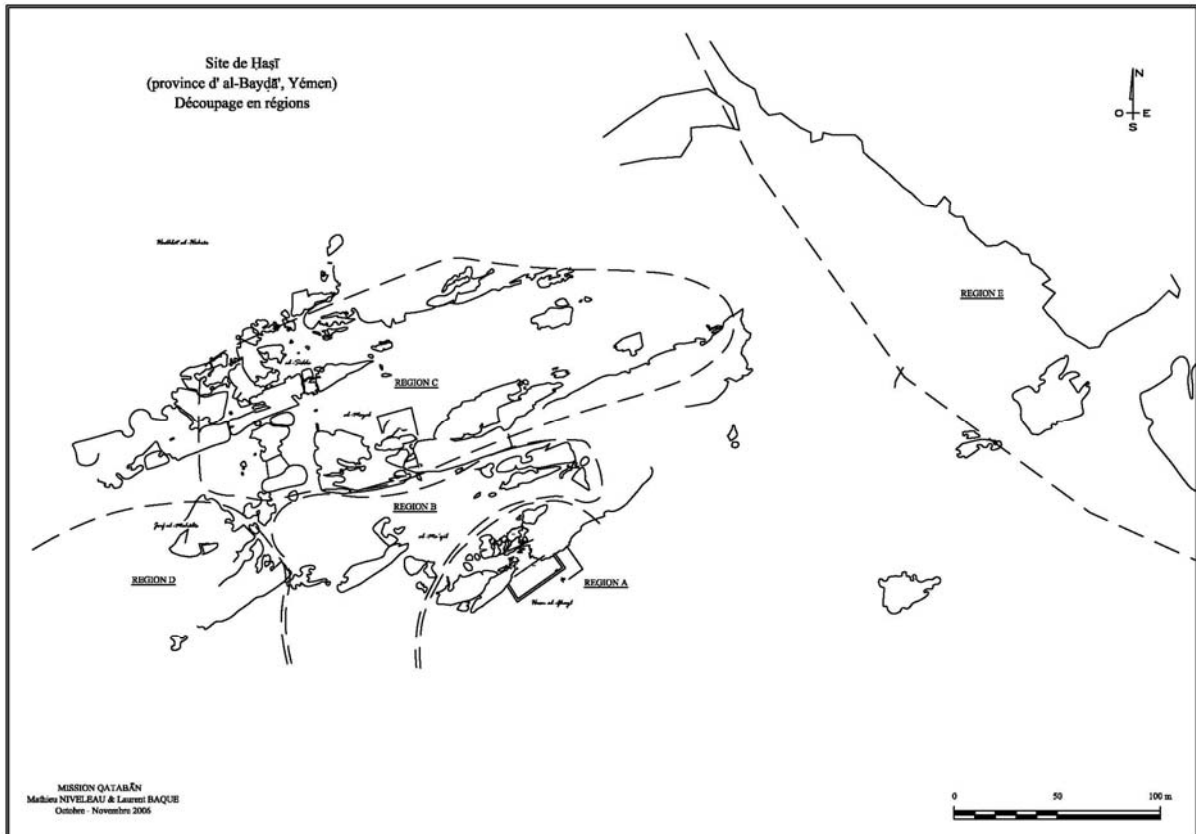 Site de Ḥaṣī
(province d' al-Bayḍā', Yémen)
Découpage en régions
N
O E
S
REGION E
REGION C
REGION B
REGION D
REGION A
MISSION QATABĀN
Mathieu NIVELEAU & Laurent BAQUE
Octobre - Novembre 2006
0 50 100 m